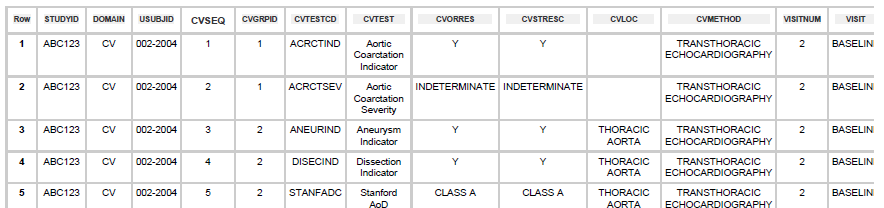 Row STUDYID DOMAIN USUBJID CVSEQ CVGRPID CVTESTCD CVTEST CVORRES CVSTRESC CVLOC CVMETHOD VISITNUM VISIT
1 ABC123 CV 002-2004 1 1 ACRCTIND Aortic Y Y TRANSTHORACIC 2 BASELIN
Coarctation ECHOCARDIOGRAPHY
Indicator
2 ABC123 CV 002-2004 2 1 ACRCTSEV Aortic INDETERMINATE INDETERMINATE TRANSTHORACIC 2 BASELIN
Coarctation ECHOCARDIOGRAPHY
Severity
3 ABC123 CV 002-2004 3 2 ANEURIND Aneurysm Y Y THORACIC TRANSTHORACIC 2 BASELIN
Indicator AORTA ECHOCARDIOGRAPHY
4 ABC123 CV 002-2004 4 2 DISECIND Dissection Y Y THORACIC TRANSTHORACIC 2 BASELIN
Indicator AORTA ECHOCARDIOGRAPHY
5 ABC123 CV 002-2004 5 2 STANFADC Stanford CLASS A CLASS A THORACIC TRANSTHORACIC 2 BASELIN
AoD AORTA ECHOCARDIOGRAPHY